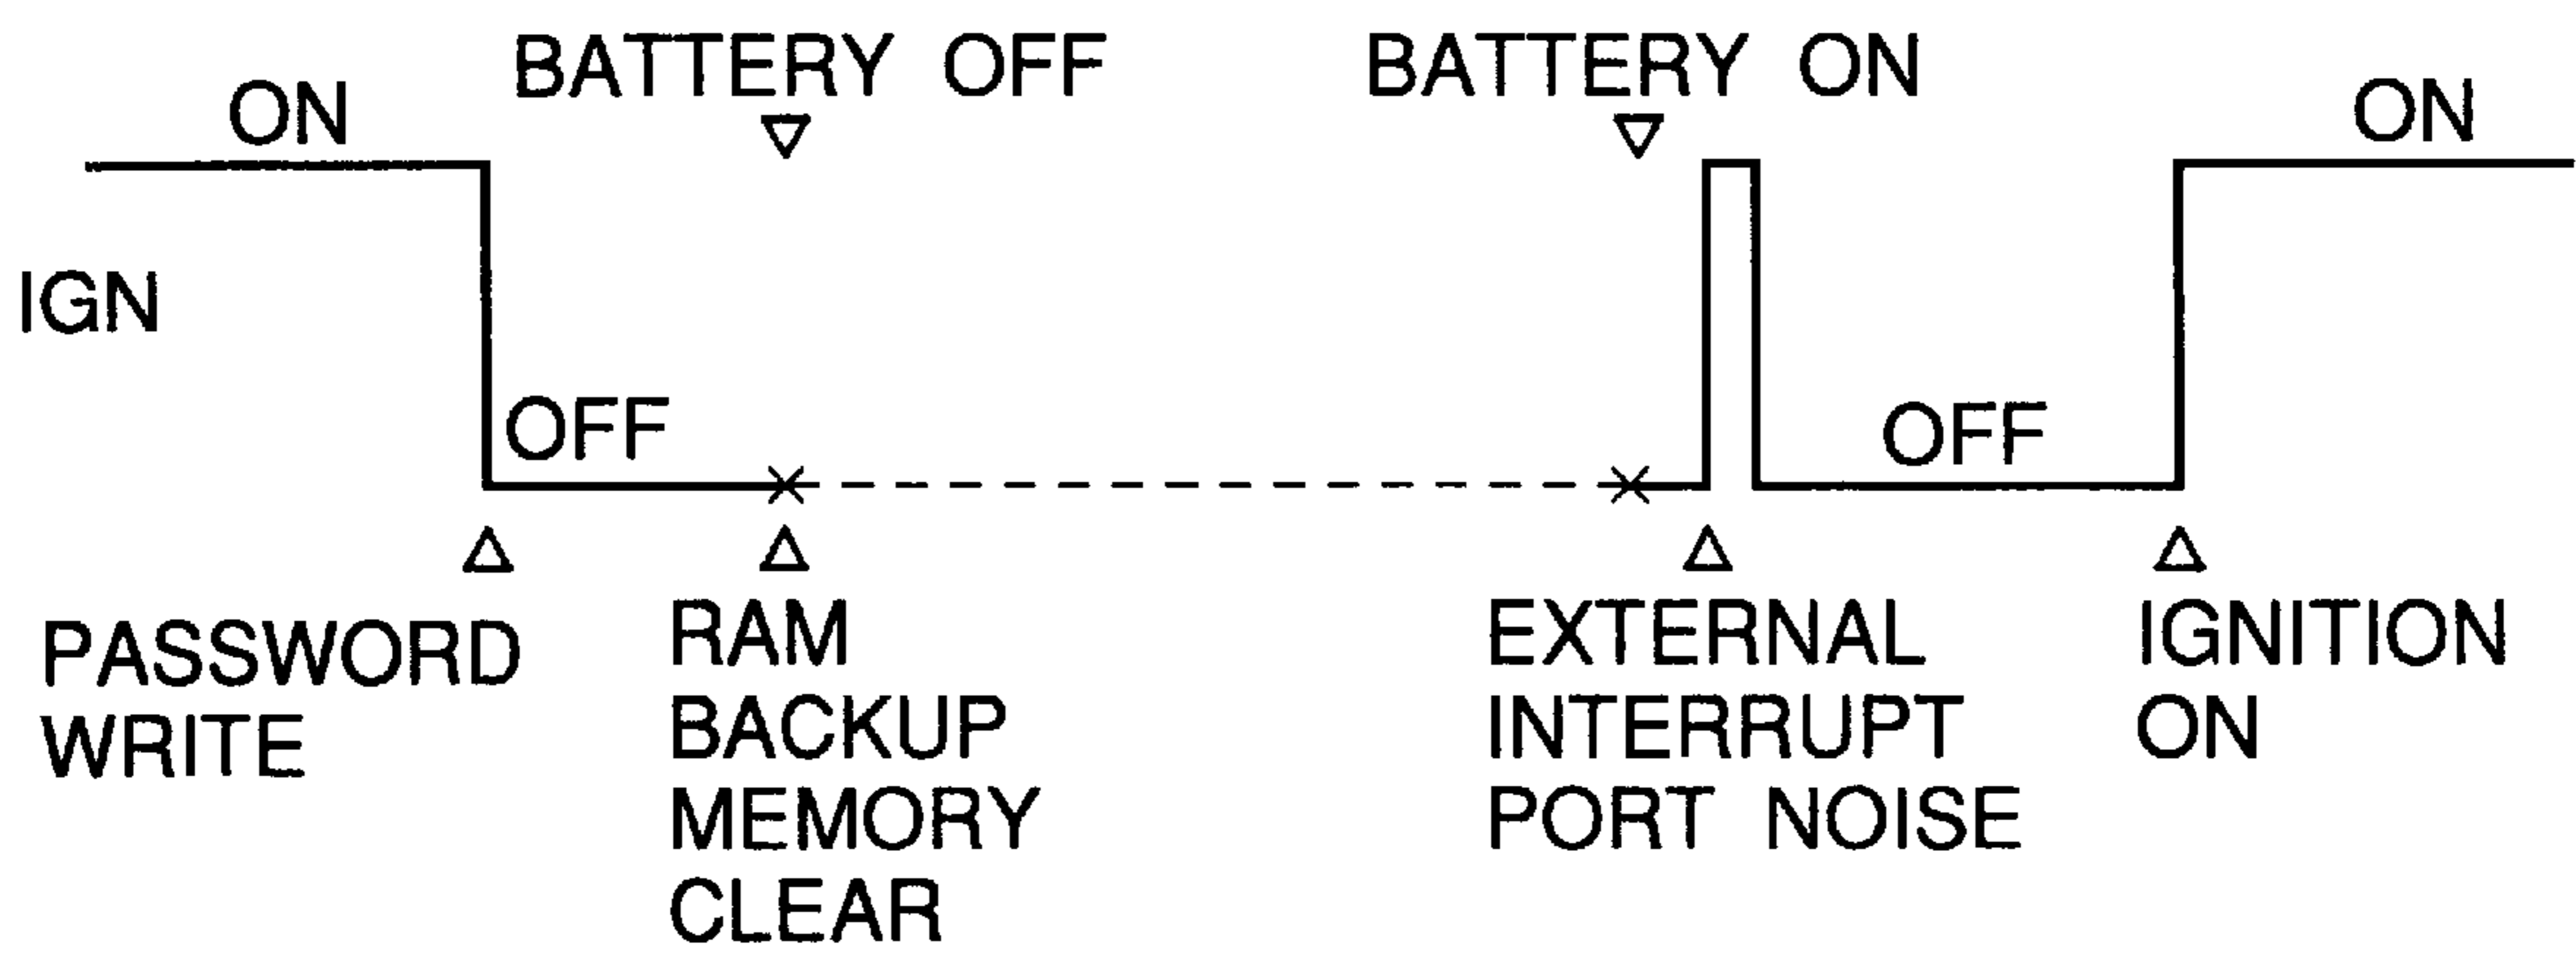 BATTERY OFF
BATTERY ON
ON
ON
IGN
OFF
OFF
PASSWORD
WRITE
RAM
BACKUP
MEMORY
CLEAR
EXTERNAL
INTERRUPT
PORT NOISE
IGNITION
ON